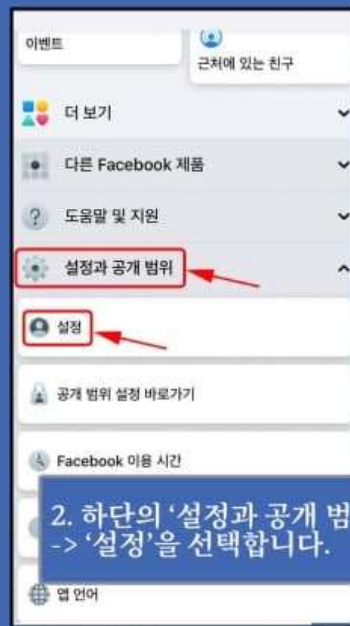 이벤트
근처에 있는 친구
더 보기
다른 Facebook 제품
도움말 및 지원
설정과 공개 범위
설정
공개 범위 설정 바로가기
Facebook 이용 시간
2. 하단의 ‘설정과 공개 범
-> ‘설정’을 선택합니다.
앱 언어